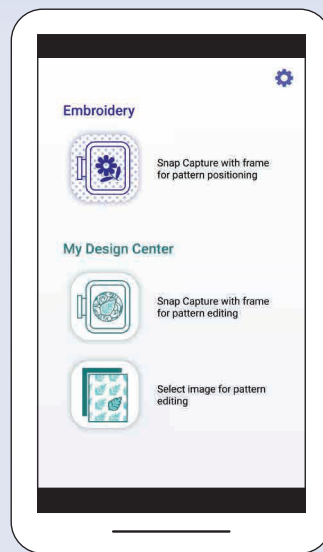 Embroidery
Snap Capture with frame
for pattern positioning
My Design Center
Snap Capture with frame
for pattern editing
Select image for pattern
editing